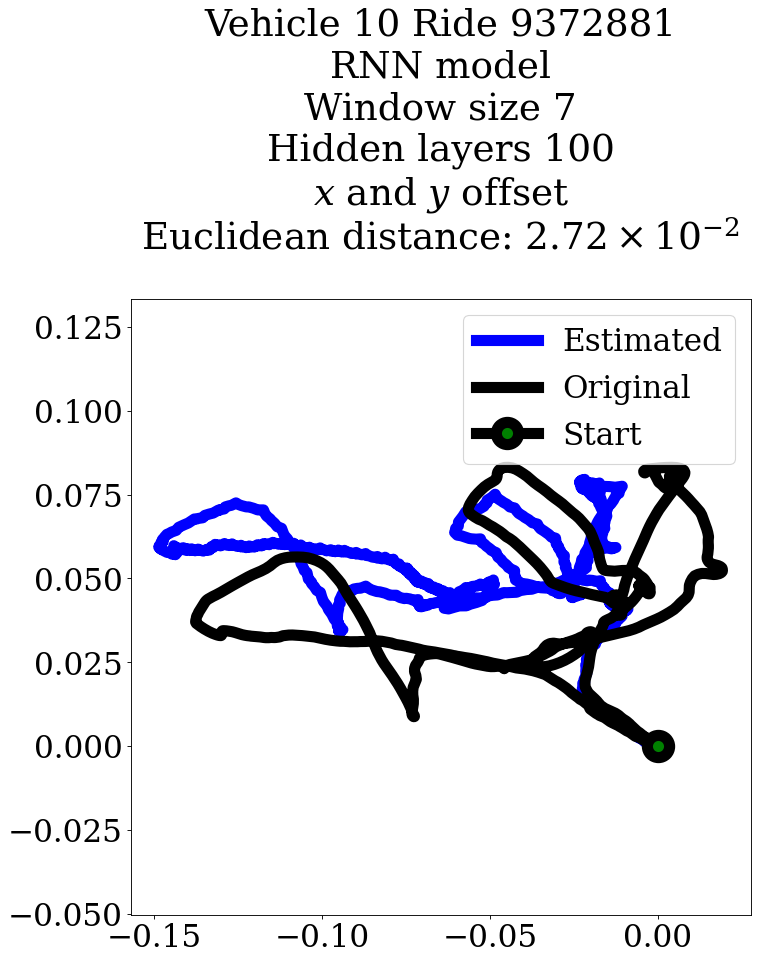 Vehicle 10 Ride 9372881
RNN model
Window size 7
Hidden layers 100
x and y offset
Euclidean distance: 2.72 × 10⁻²
Estimated
Original
Start
0.125
0.100
0.075
0.050
0.025
0.000
−0.025
−0.050
−0.15
−0.10
−0.05
0.00